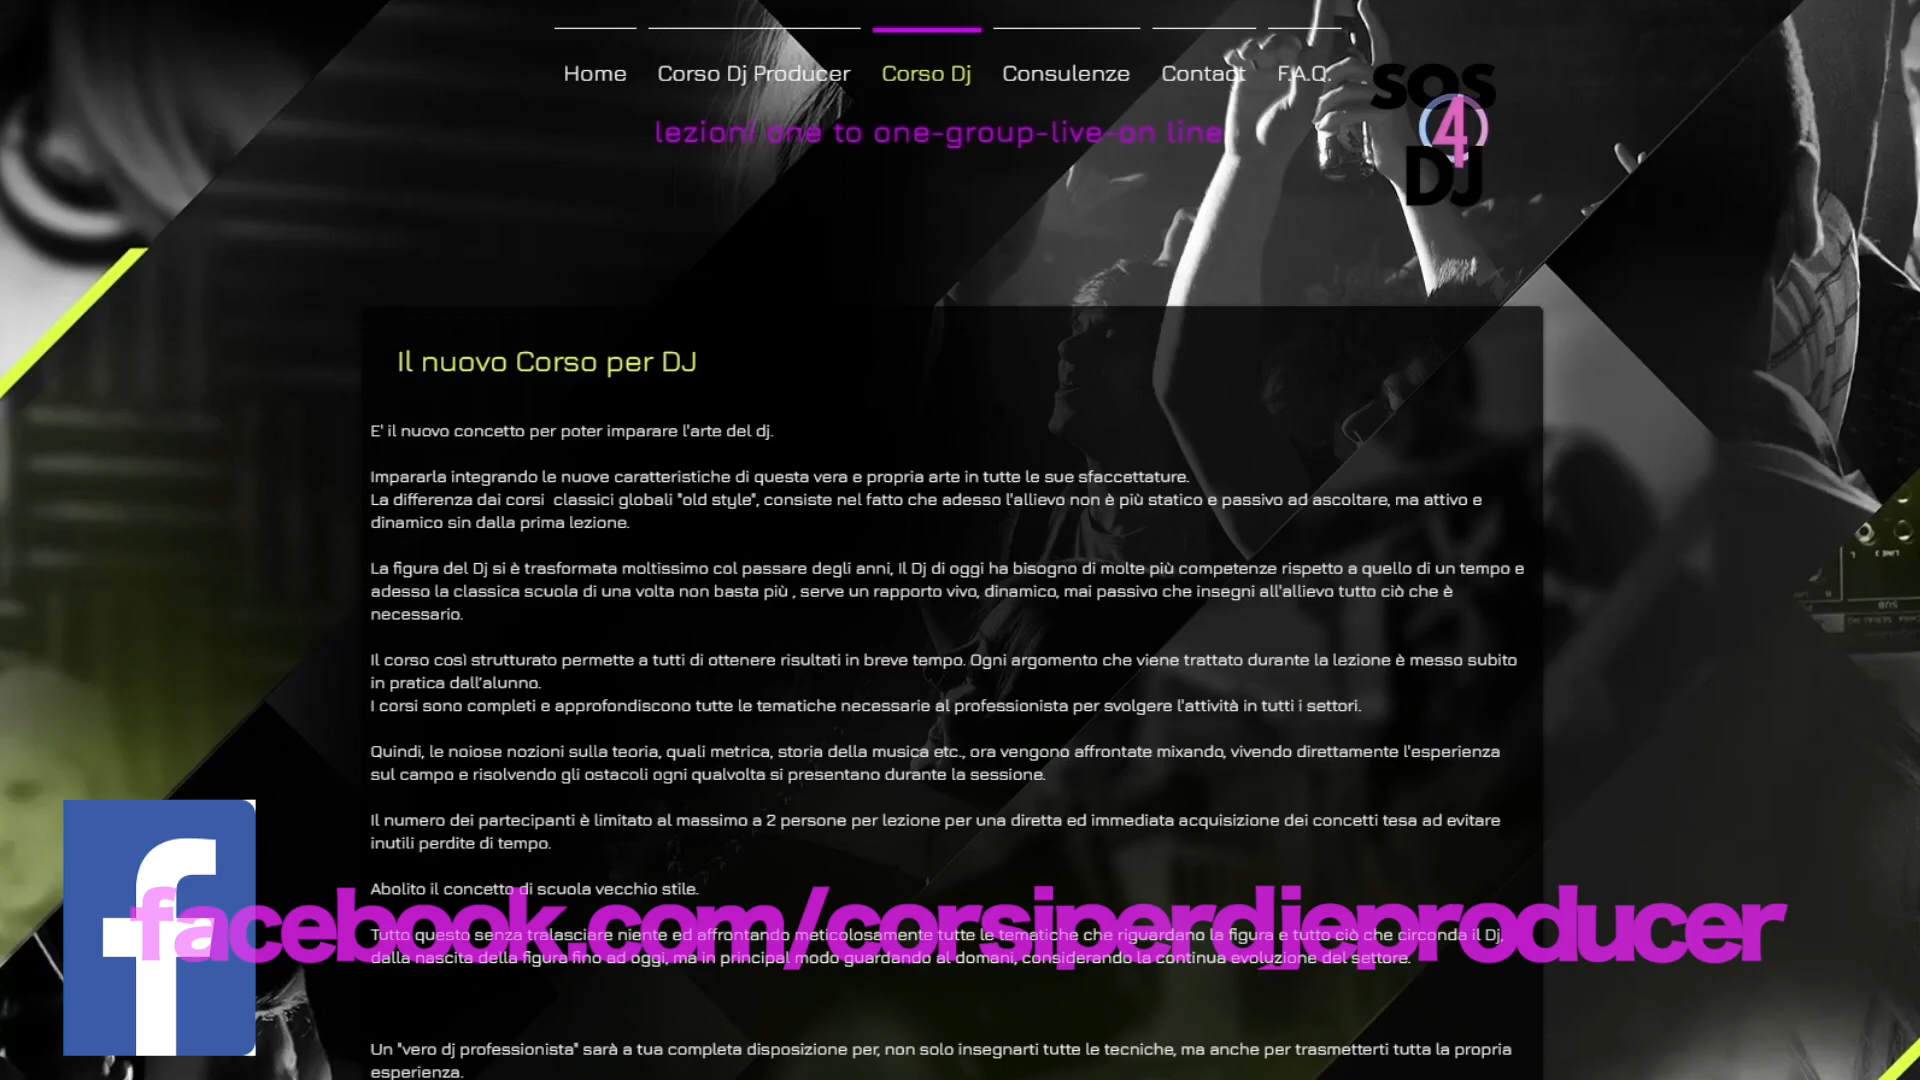 Home Corso Dj Producer Corso Dj Consulenze Contact F.A.Q.
lezioni one to one-group-live-on line
SOS
4
DJ
Il nuovo Corso per DJ
E' il nuovo concetto per poter imparare l'arte del dj.
Impararla integrando le nuove caratteristiche di questa vera e propria arte in tutte le sue sfaccettature.
La differenza dai corsi classici globali "old style", consiste nel fatto che adesso l'allievo non è più statico e passivo ad ascoltare, ma attivo e
dinamico sin dalla prima lezione.
La figura del Dj si è trasformata moltissimo col passare degli anni, Il Dj di oggi ha bisogno di molte più competenze rispetto a quello di un tempo e
adesso la classica scuola di una volta non basta più , serve un rapporto vivo, dinamico, mai passivo che insegni all'allievo tutto ciò che è
necessario.
Il corso così strutturato permette a tutti di ottenere risultati in breve tempo. Ogni argomento che viene trattato durante la lezione è messo subito
in pratica dall'alunno.
I corsi sono completi e approfondiscono tutte le tematiche necessarie al professionista per svolgere l'attività in tutti i settori.
Quindi, le noiose nozioni sulla teoria, quali metrica, storia della musica etc., ora vengono affrontate mixando, vivendo direttamente l'esperienza
sul campo e risolvendo gli ostacoli ogni qualvolta si presentano durante la sessione.
Il numero dei partecipanti è limitato al massimo a 2 persone per lezione per una diretta ed immediata acquisizione dei concetti tesa ad evitare
inutili perdite di tempo.
Abolito il concetto di scuola vecchio stile.
facebook.com/corsiperdjeproducer
Tutto questo senza tralasciare niente ed affrontando meticolosamente tutte le tematiche che riguardano la figura e tutto ciò che circonda il Dj,
dalla nascita della figura fino ad oggi, ma in principal modo guardando al domani, considerando la continua evoluzione del settore.
Un "vero dj professionista" sarà a tua completa disposizione per, non solo insegnarti tutte le tecniche, ma anche per trasmetterti tutta la propria
esperienza.